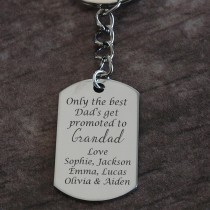 Only the best
Dad's get
promoted to
Grandad
Love
Sophie, Jackson
Emma, Lucas
Olivia & Aiden